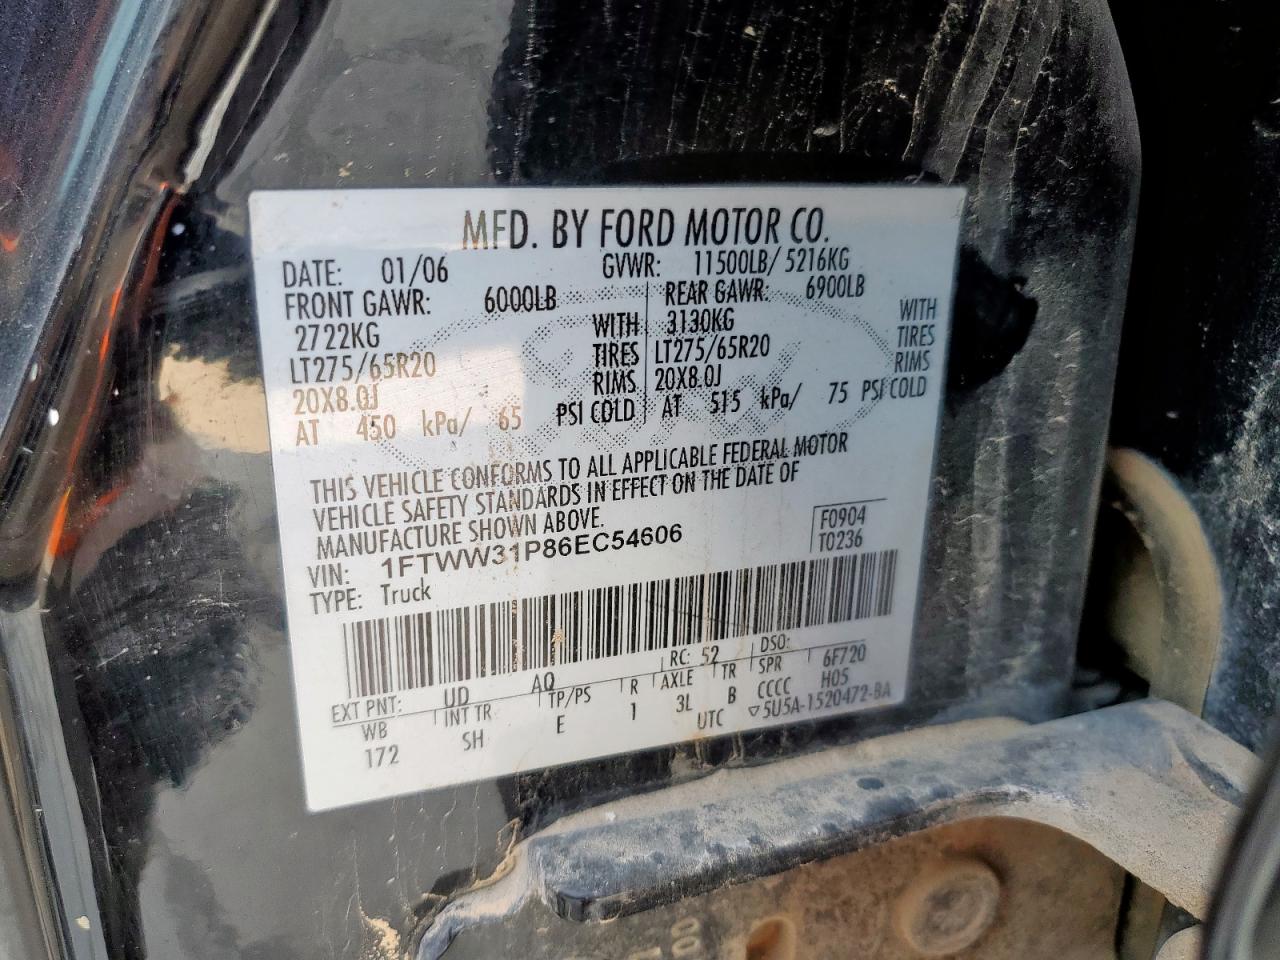 MFD. BY FORD MOTOR CO.
DATE: 01/06 GVWR: 11500LB/ 5216KG
FRONT GAWR: 6000LB REAR GAWR: 6900LB
2722KG WITH 3130KG WITH
LT275/65R20 TIRES LT275/65R20 TIRES
20X8.0J RIMS 20X8.0J RIMS
AT 450 kPa/ 65 PSI COLD AT 515 kPa/ 75 PSI COLD
THIS VEHICLE CONFORMS TO ALL APPLICABLE FEDERAL MOTOR
VEHICLE SAFETY STANDARDS IN EFFECT ON THE DATE OF
MANUFACTURE SHOWN ABOVE.
VIN: 1FTWW31P86EC54606 F0904
TYPE: Truck T0236
EXT PNT: UD AQ RC: 52 DSO:
WB INT TR TP/PS R AXLE TR SPR 6F720
172 SH E 1 3L B CCCC H05
UTC ▽5U5A-1520472-BA